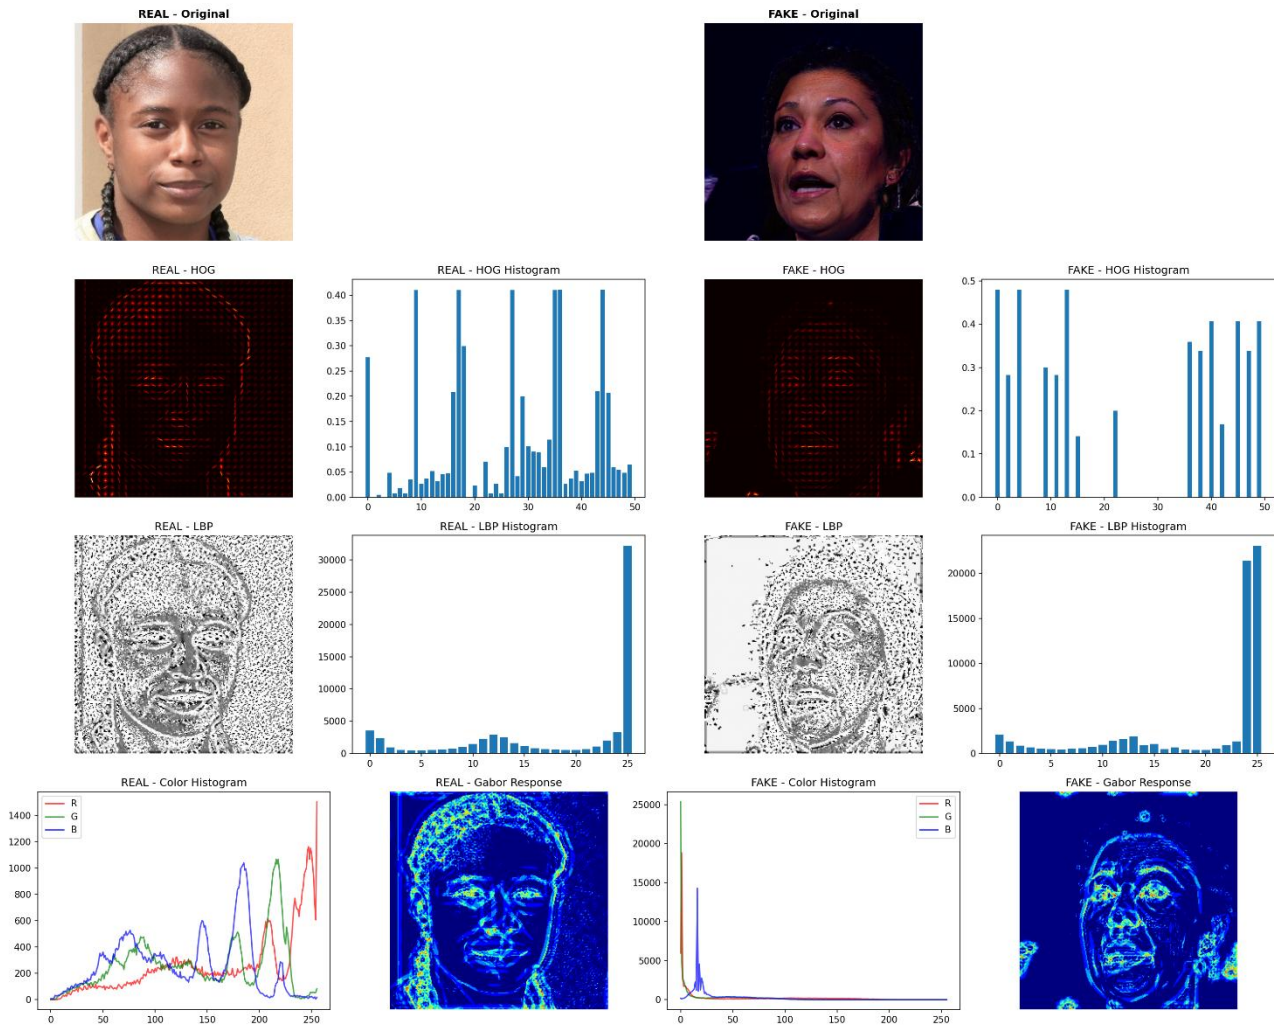 REAL - Original
FAKE - Original
REAL - HOG
REAL - HOG Histogram
FAKE - HOG
FAKE - HOG Histogram
0.40
0.35
0.30
0.25
0.20
0.15
0.10
0.05
0.00
0 10 20 30 40 50
0.5
0.4
0.3
0.2
0.1
0.0
0 10 20 30 40 50
REAL - LBP
REAL - LBP Histogram
FAKE - LBP
FAKE - LBP Histogram
30000
25000
20000
15000
10000
5000
0
0 5 10 15 20 25
20000
15000
10000
5000
0
0 5 10 15 20 25
REAL - Color Histogram
REAL - Gabor Response
FAKE - Color Histogram
FAKE - Gabor Response
R
G
B
1400
1200
1000
800
600
400
200
0
0 50 100 150 200 250
R
G
B
25000
20000
15000
10000
5000
0
0 50 100 150 200 250